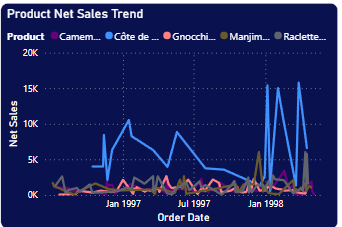 Product Net Sales Trend
Product Camem... Côte de ... Gnocchi... Manjim... Raclette...
20K
15K
10K
5K
0K
Net Sales
Jan 1997 Jul 1997 Jan 1998
Order Date